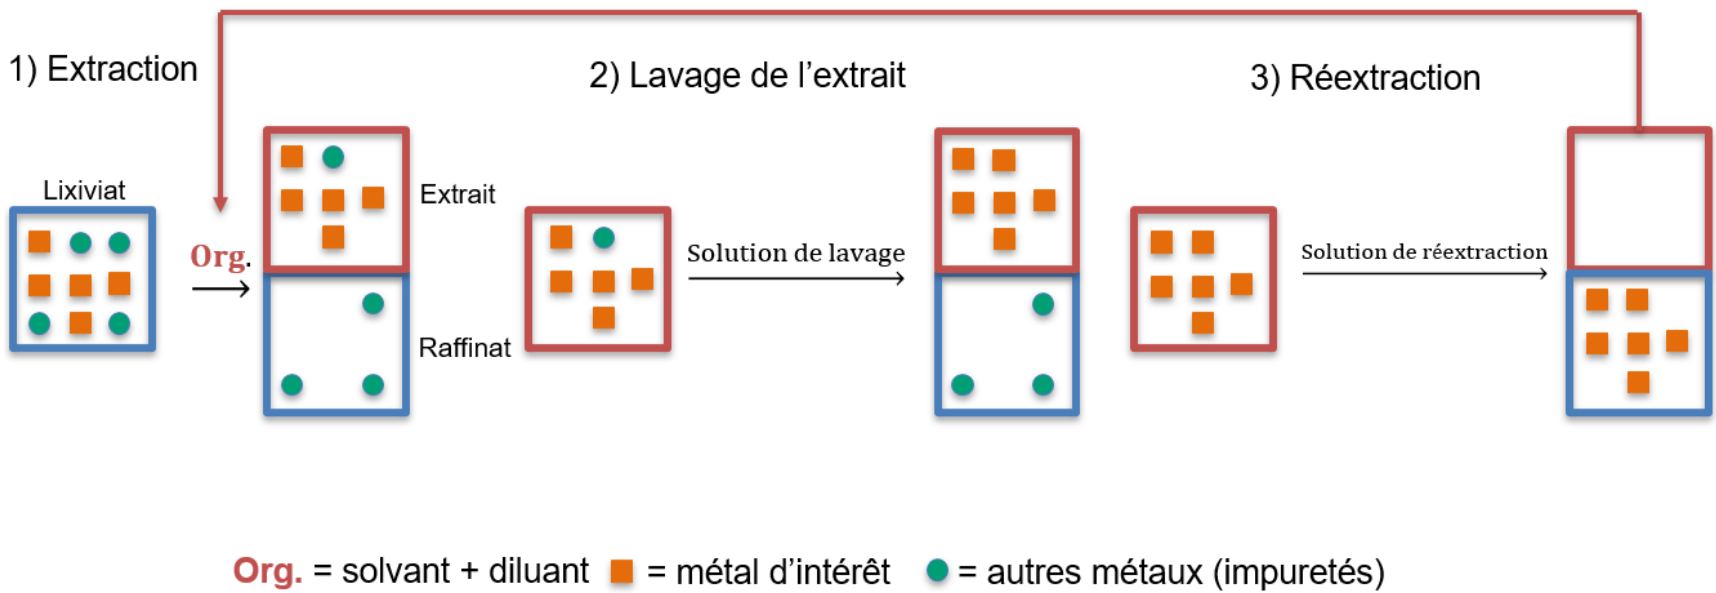 1) Extraction
2) Lavage de l'extrait
3) Réextraction
Lixiviat
Org.
Extrait
Raffinat
Solution de lavage
Solution de réextraction
Org. = solvant + diluant = métal d'intérêt = autres métaux (impuretés)